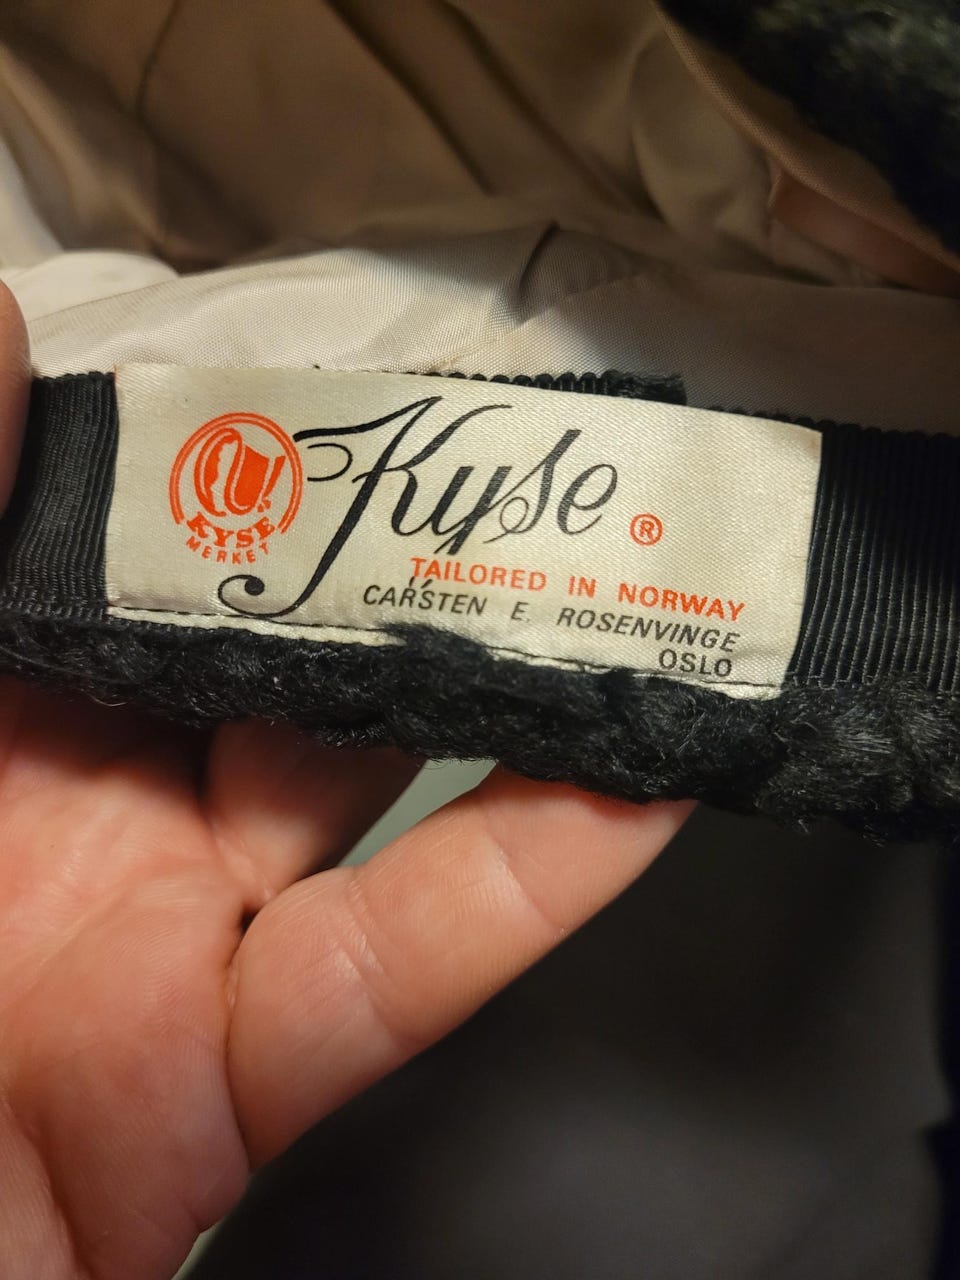 KYSE
MERKET
Kyse ®
TAILORED IN NORWAY
CARSTEN E. ROSENVINGE
OSLO